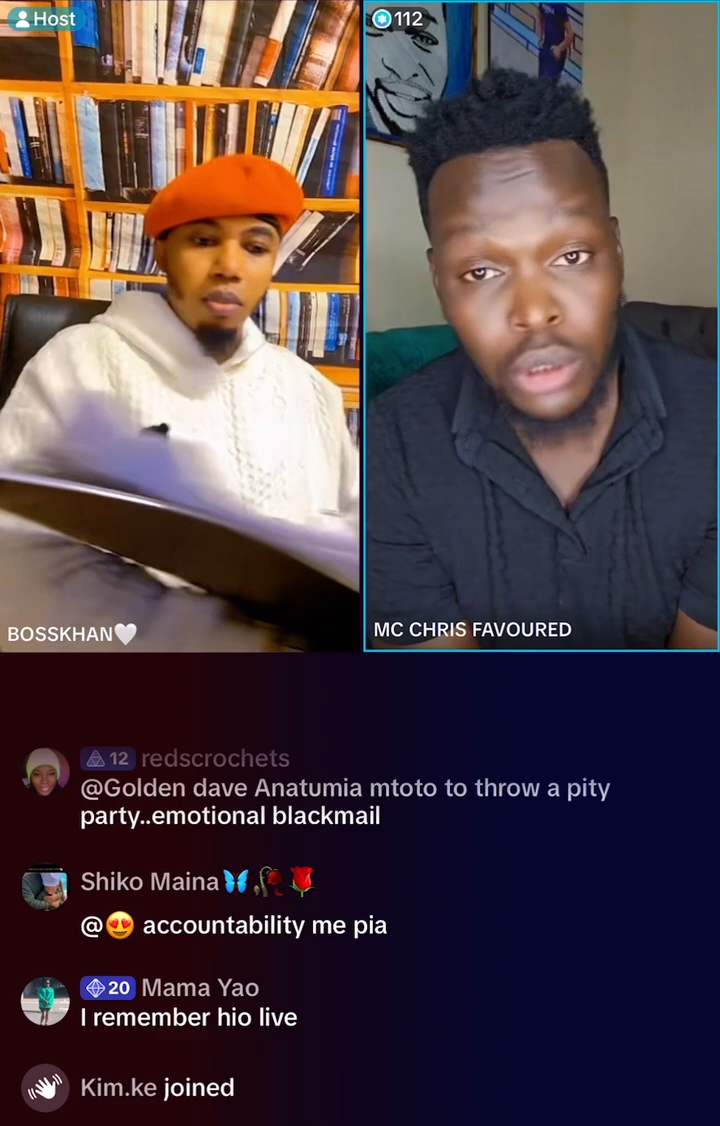 Host
112
BOSSKHAN🤍
MC CHRIS FAVOURED
12 redscrochets
@Golden dave Anatumia mtoto to throw a pity
party..emotional blackmail
Shiko Maina🦋🥀🌹
@😍 accountability me pia
20 Mama Yao
I remember hio live
Kim.ke joined